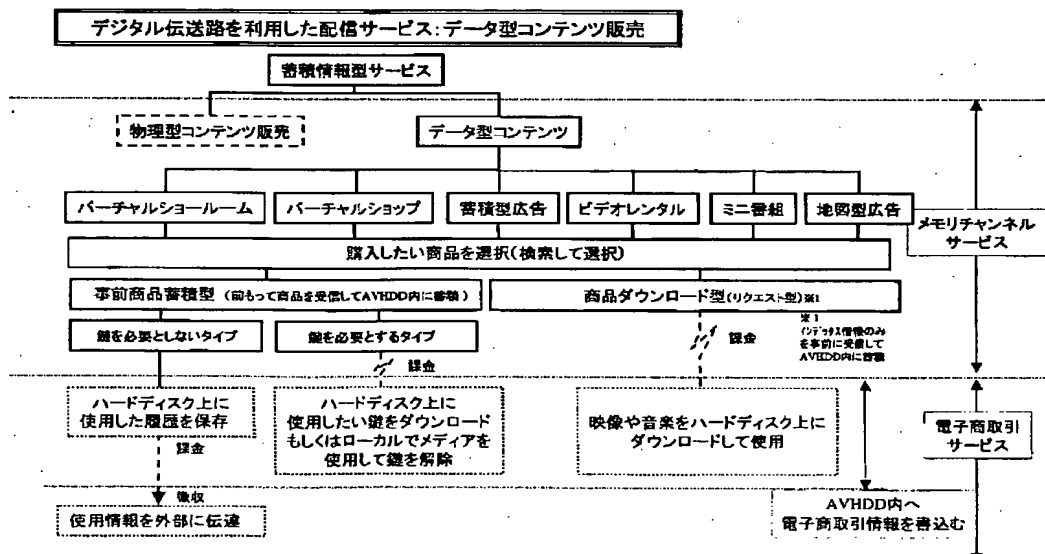 デジタル伝送路を利用した配信サービス:データ型コンテンツ販売
蓄積情報型サービス
物理型コンテンツ販売
データ型コンテンツ
バーチャルショールーム
バーチャルショップ
蓄積型広告
ビデオレンタル
ミニ番組
地図型広告
メモリチャンネル
サービス
購入したい商品を選択(検索して選択)
事前商品蓄積型 (前もって商品を受信してAVHDD内に蓄積)
商品ダウンロード型(リクエスト型)※1
鍵を必要としないタイプ
鍵を必要とするタイプ
課金
課金
※1
インデックス情報のみ
を事前に受信して
AVHDD内に蓄積
ハードディスク上に
使用した履歴を保存
ハードディスク上に
使用したい鍵をダウンロード
もしくはローカルでメディアを
使用して鍵を解除
映像や音楽をハードディスク上に
ダウンロードして使用
電子商取引
サービス
課金
徴収
使用情報を外部に伝達
AVHDD内へ
電子商取引情報を書込む